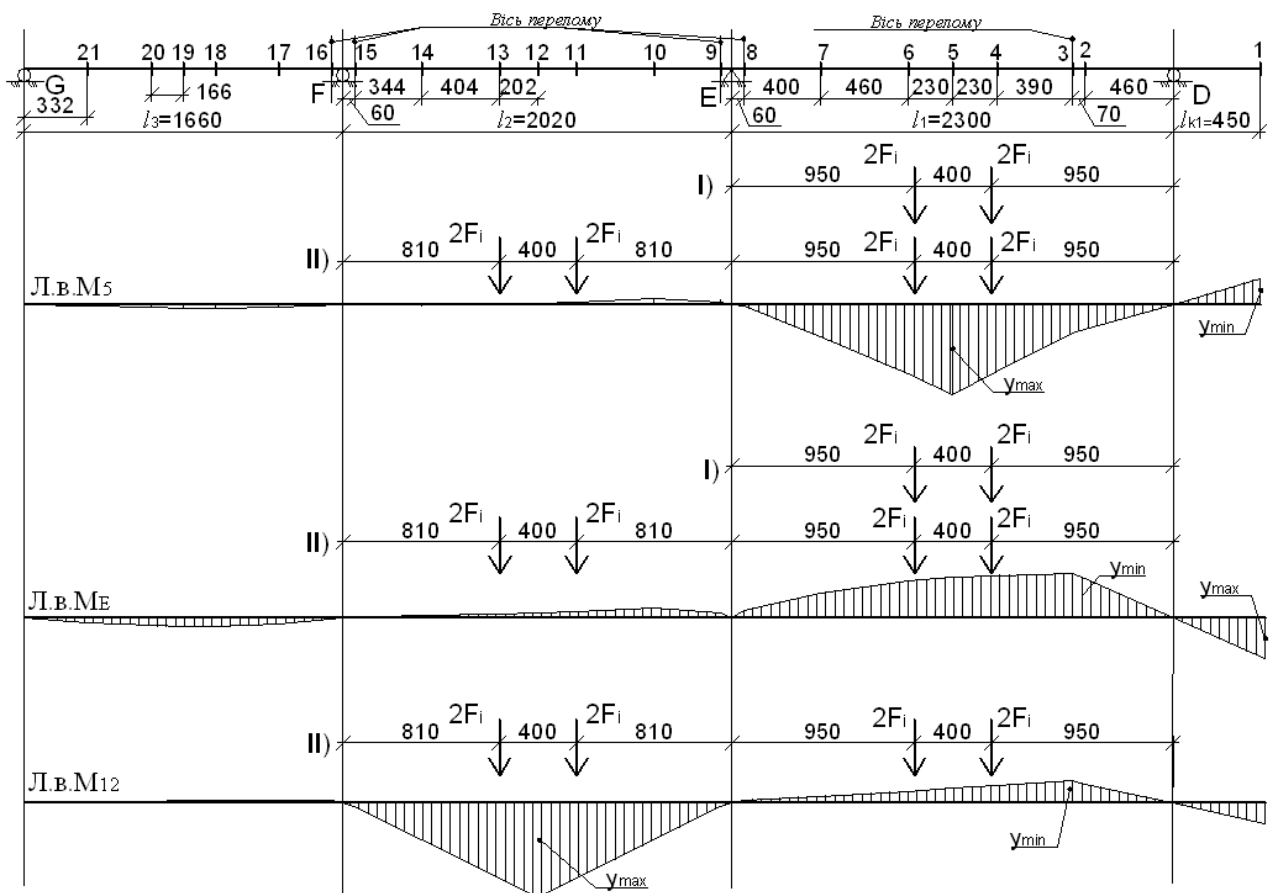 Вісь перелому Вісь перелому
21 20 19 18 17 16 15 14 13 12 11 10 9 8 7 6 5 4 3 2 1
G F E D
332 166 344 404 202 400 460 230 230 390 460
60 60 70
l3=1660 l2=2020 l1=2300 lк1=450
2Fi 2Fi
I) 950 400 950
2Fi 2Fi 2Fi 2Fi
II) 810 400 810 950 400 950
Л.в.М5
ymin
ymax
2Fi 2Fi
I) 950 400 950
2Fi 2Fi 2Fi 2Fi
II) 810 400 810 950 400 950
ymin
Л.в.МЕ
ymax
2Fi 2Fi 2Fi 2Fi
II) 810 400 810 950 400 950
Л.в.М12
ymin
ymax